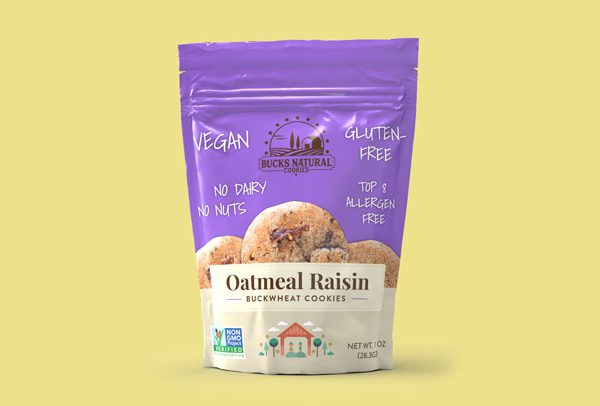 VEGAN
GLUTEN-
FREE
BUCKS NATURAL
COOKIES
NO DAIRY
NO NUTS
TOP 8
ALLERGEN
FREE
Oatmeal Raisin
BUCKWHEAT COOKIES
NON
GMO
Project
VERIFIED
NET WT. 1 OZ
(28.3G)